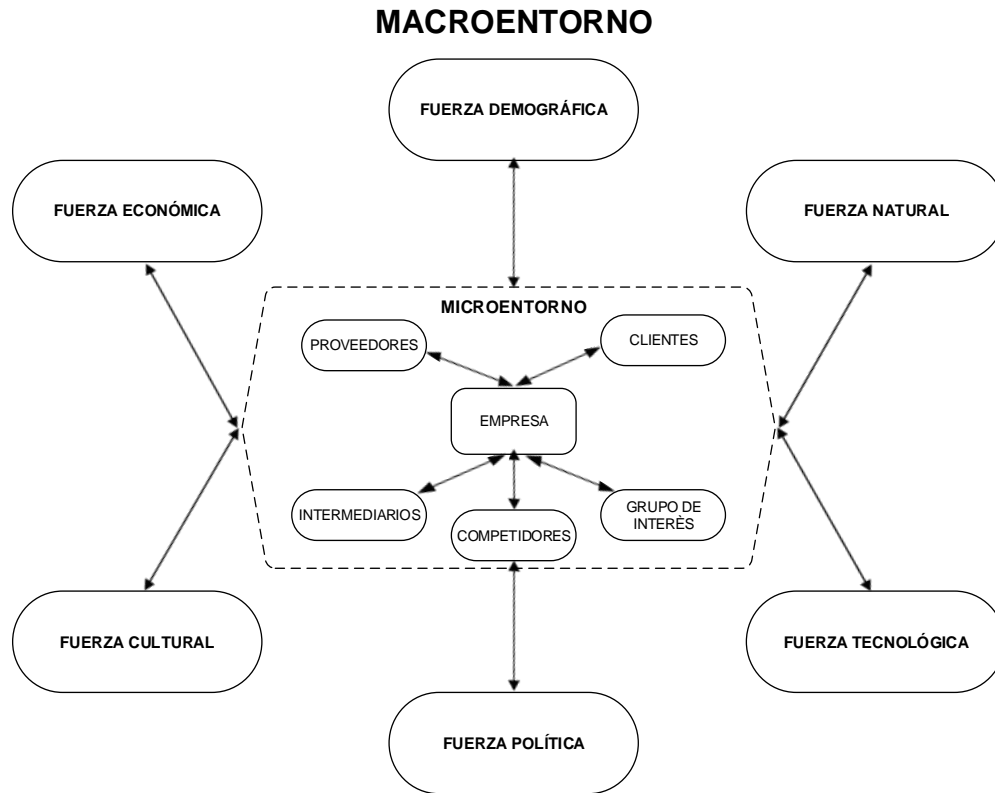 MACROENTORNO
FUERZA DEMOGRÁFICA
FUERZA ECONÓMICA
FUERZA NATURAL
MICROENTORNO
PROVEEDORES
CLIENTES
EMPRESA
INTERMEDIARIOS
COMPETIDORES
GRUPO DE
INTERÈS
FUERZA CULTURAL
FUERZA TECNOLÓGICA
FUERZA POLÍTICA